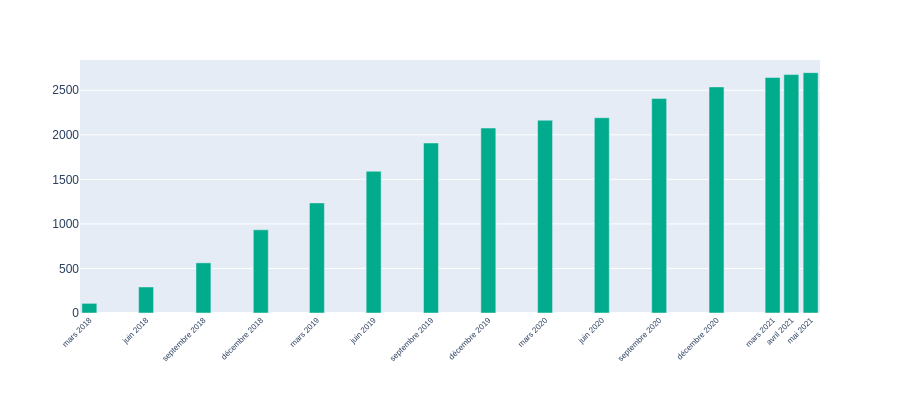 2500
2000
1500
1000
500
0
mars 2018
juin 2018
septembre 2018
décembre 2018
mars 2019
juin 2019
septembre 2019
décembre 2019
mars 2020
juin 2020
septembre 2020
décembre 2020
mars 2021
avril 2021
mai 2021